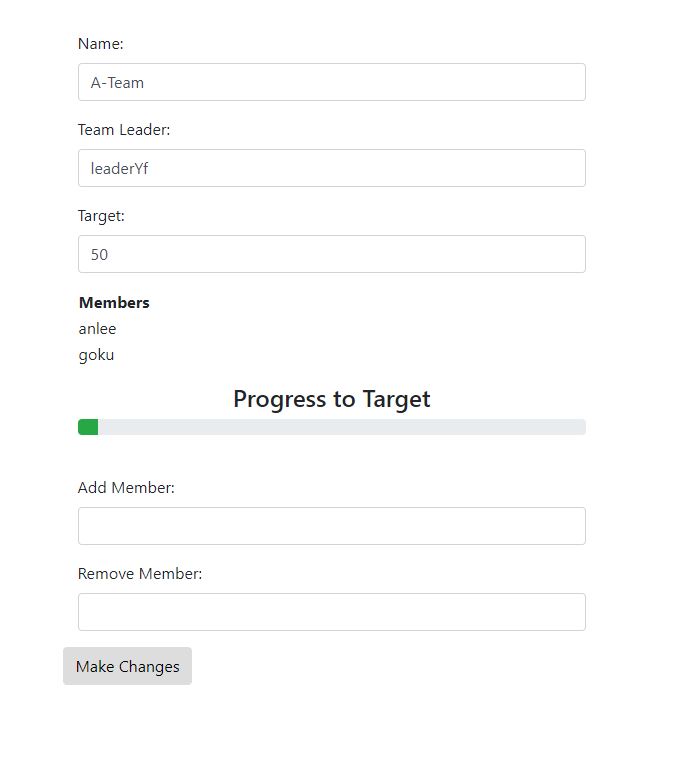 Name:
A-Team
Team Leader:
leaderYf
Target:
50
Members
anlee
goku
Progress to Target
Add Member:
Remove Member:
Make Changes